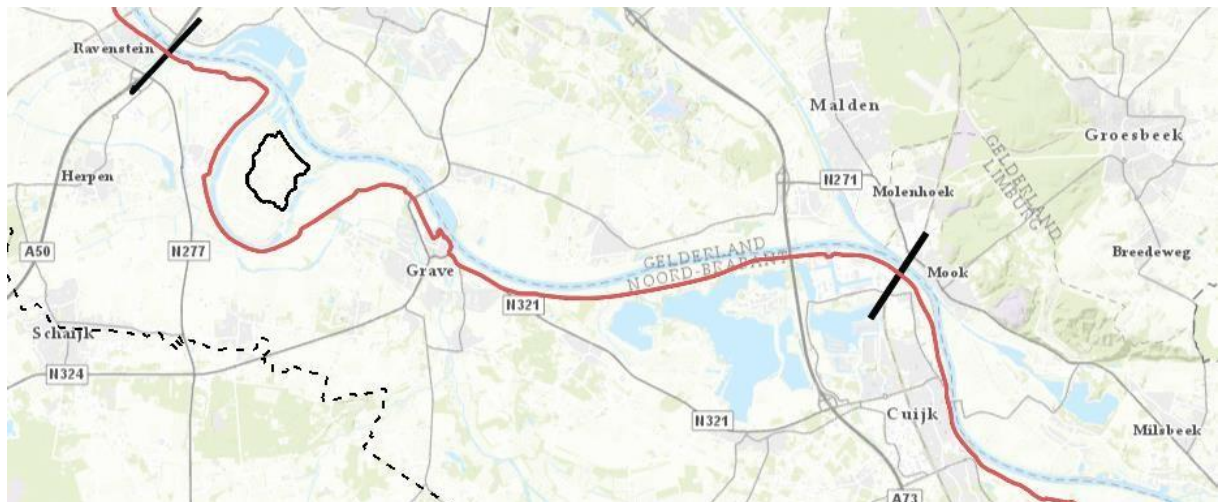 Ravenstein
Malden
Groesbeek
Herpen
N271
Molenhoek
GELDERLAND
LIMBURG
A50
N277
Grave
GELDERLAND
NOORD-BRABANT
Mook
Breedeweg
N321
Schaijk
N324
N321
Cuijk
Milsbeek
A73